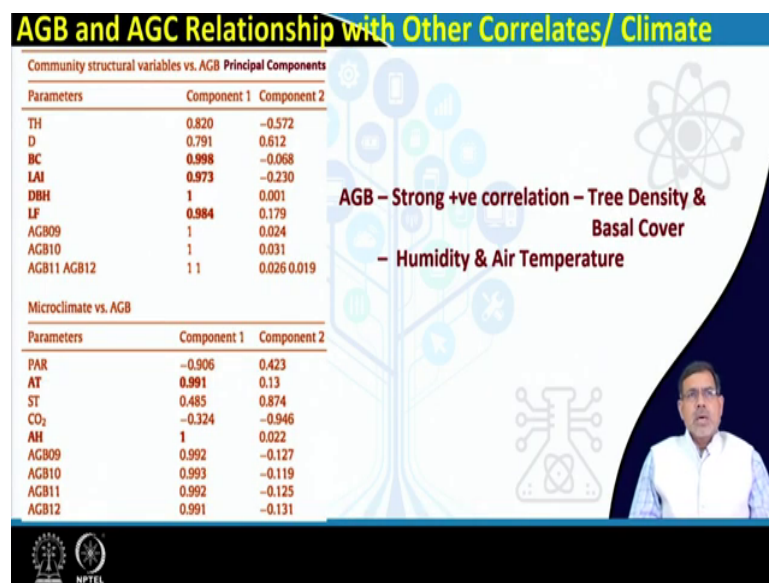 AGB and AGC Relationship with Other Correlates/ Climate
Community structural variables vs. AGB Principal Components
Parameters Component 1 Component 2
TH 0.820 −0.572
D 0.791 0.612
BC 0.998 −0.068
LAI 0.973 −0.230
DBH 1 0.001
LF 0.984 0.179
AGB09 1 0.024
AGB10 1 0.031
AGB11 AGB12 1 1 0.026 0.019
Microclimate vs. AGB
Parameters Component 1 Component 2
PAR −0.906 0.423
AT 0.991 0.13
ST 0.485 0.874
CO₂ −0.324 −0.946
AH 1 0.022
AGB09 0.992 −0.127
AGB10 0.993 −0.119
AGB11 0.992 −0.125
AGB12 0.991 −0.131
AGB – Strong +ve correlation – Tree Density &
Basal Cover
– Humidity & Air Temperature
NPTEL